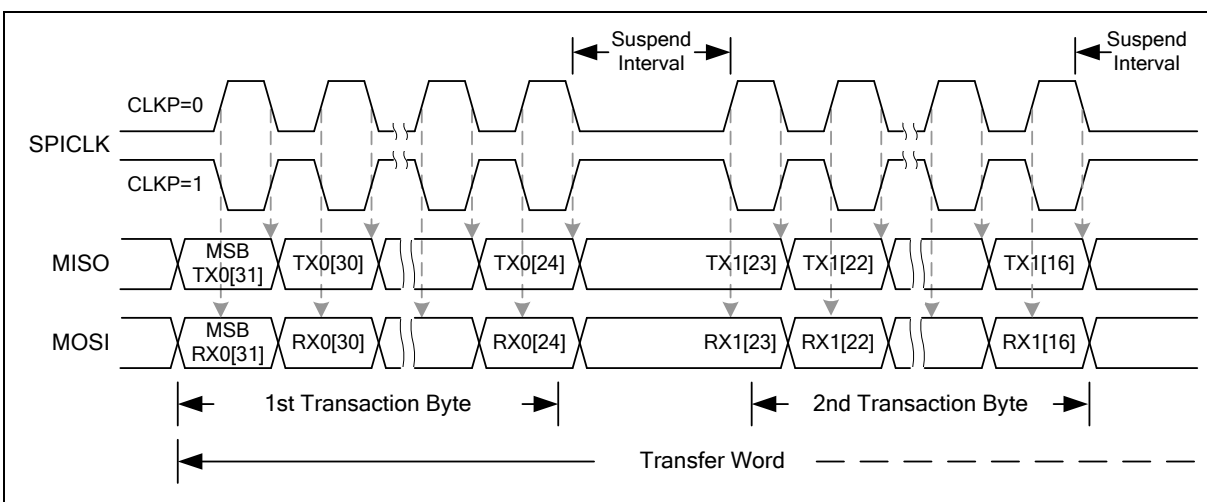 Suspend
Interval
Suspend
Interval
CLKP=0
SPICLK
CLKP=1
MISO
MSB
TX0[31]
TX0[30]
TX0[24]
TX1[23]
TX1[22]
TX1[16]
MOSI
MSB
RX0[31]
RX0[30]
RX0[24]
RX1[23]
RX1[22]
RX1[16]
1st Transaction Byte
2nd Transaction Byte
Transfer Word